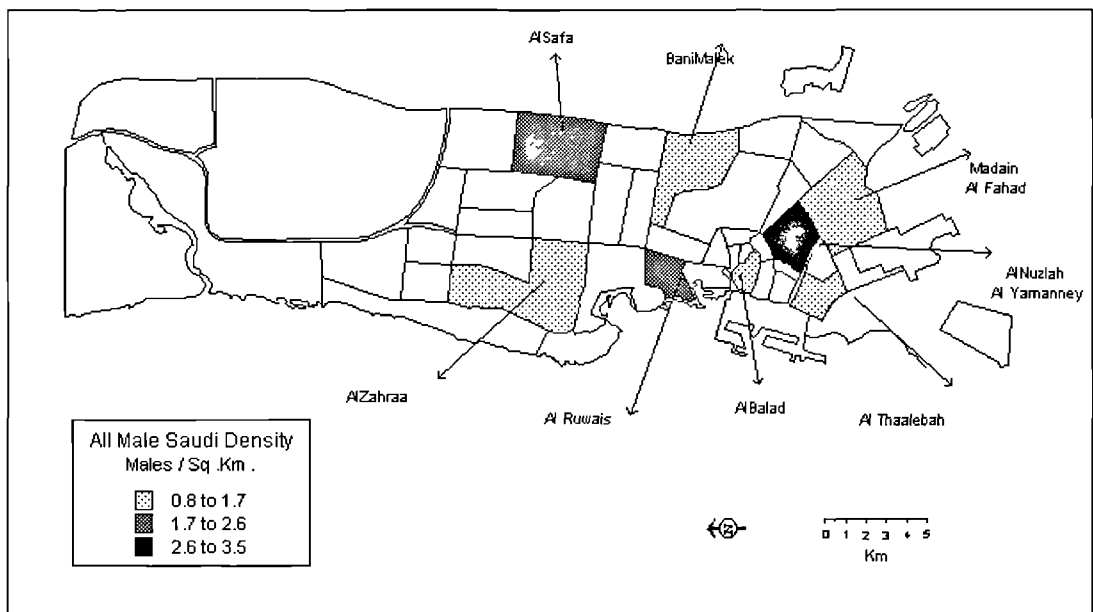 AlSafa
BaniMalek
Madain
Al Fahad
AlNuzlah
Al Yamanney
AlZahraa
Al Ruwais
AlBalad
Al Thaalebah
All Male Saudi Density
Males / Sq .Km .
0.8 to 1.7
1.7 to 2.6
2.6 to 3.5
N
0 1 2 3 4 5
Km